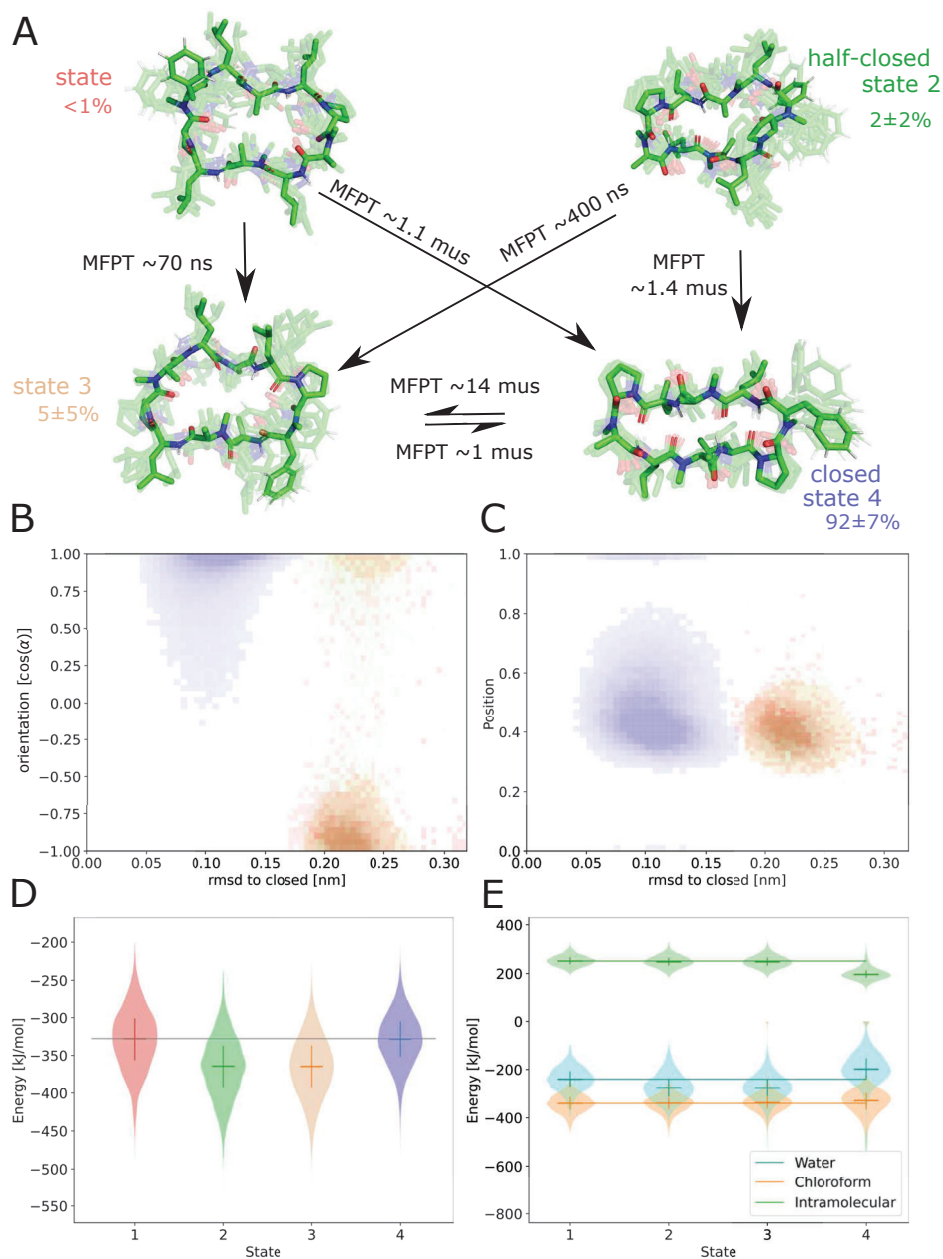 A
state
<1%
half-closed
state 2
2±2%
MFPT ~1.1 mus
MFPT ~400 ns
MFPT ~70 ns
MFPT
~1.4 mus
state 3
5±5%
MFPT ~14 mus
MFPT ~1 mus
closed
state 4
92±7%
B
C
orientation [cos(α)]
1.00
0.75
0.50
0.25
0.00
−0.25
−0.50
−0.75
−1.00
0.00 0.05 0.10 0.15 0.20 0.25 0.30
rmsd to closed [nm]
Position
1.0
0.8
0.6
0.4
0.2
0.0
0.00 0.05 0.10 0.15 0.20 0.25 0.30
rmsd to closed [nm]
D
E
Energy [kJ/mol]
−200
−250
−300
−350
−400
−450
−500
−550
1 2 3 4
State
Energy [kJ/mol]
400
200
0
−200
−400
−600
−800
Water
Chloroform
Intramolecular
1 2 3 4
State